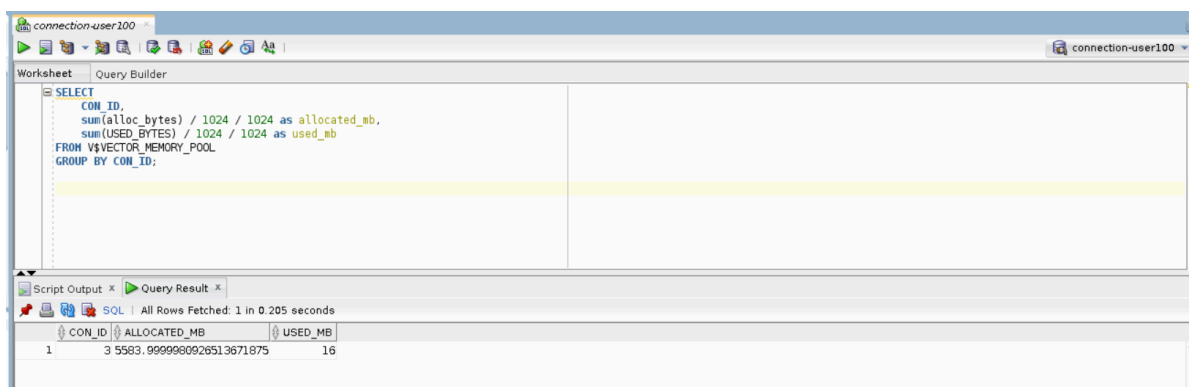 connection-user100
connection-user100
Worksheet Query Builder
SELECT
CON_ID,
sum(alloc_bytes) / 1024 / 1024 as allocated_mb,
sum(USED_BYTES) / 1024 / 1024 as used_mb
FROM V$VECTOR_MEMORY_POOL
GROUP BY CON_ID;
Script Output x Query Result x
SQL | All Rows Fetched: 1 in 0.205 seconds
CON_ID ALLOCATED_MB USED_MB
1 3 5583.9999980926513671875 16